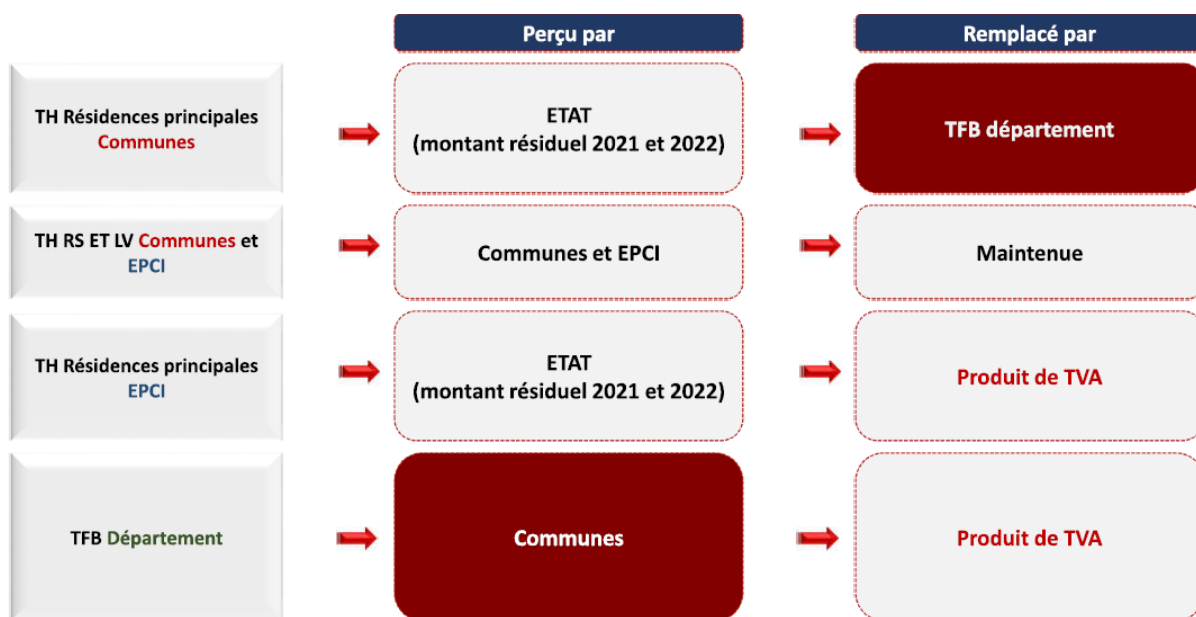 Perçu par
Remplacé par
TH Résidences principales
Communes
ETAT
(montant résiduel 2021 et 2022)
TFB département
TH RS ET LV Communes et
EPCI
Communes et EPCI
Maintenue
TH Résidences principales
EPCI
ETAT
(montant résiduel 2021 et 2022)
Produit de TVA
TFB Département
Communes
Produit de TVA